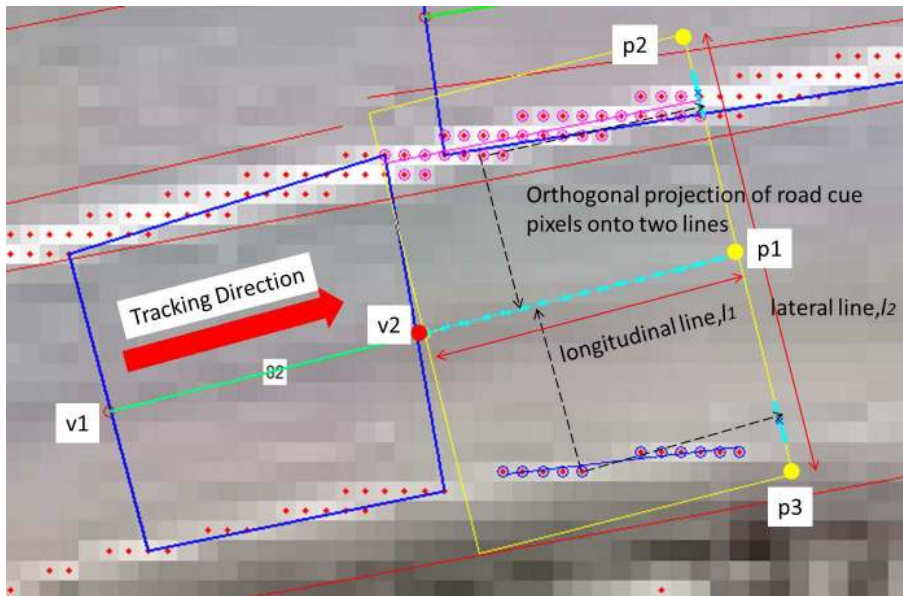 p2
Orthogonal projection of road cue
pixels onto two lines
p1
Tracking Direction
v2
longitudinal line,l1
lateral line,l2
82
v1
p3